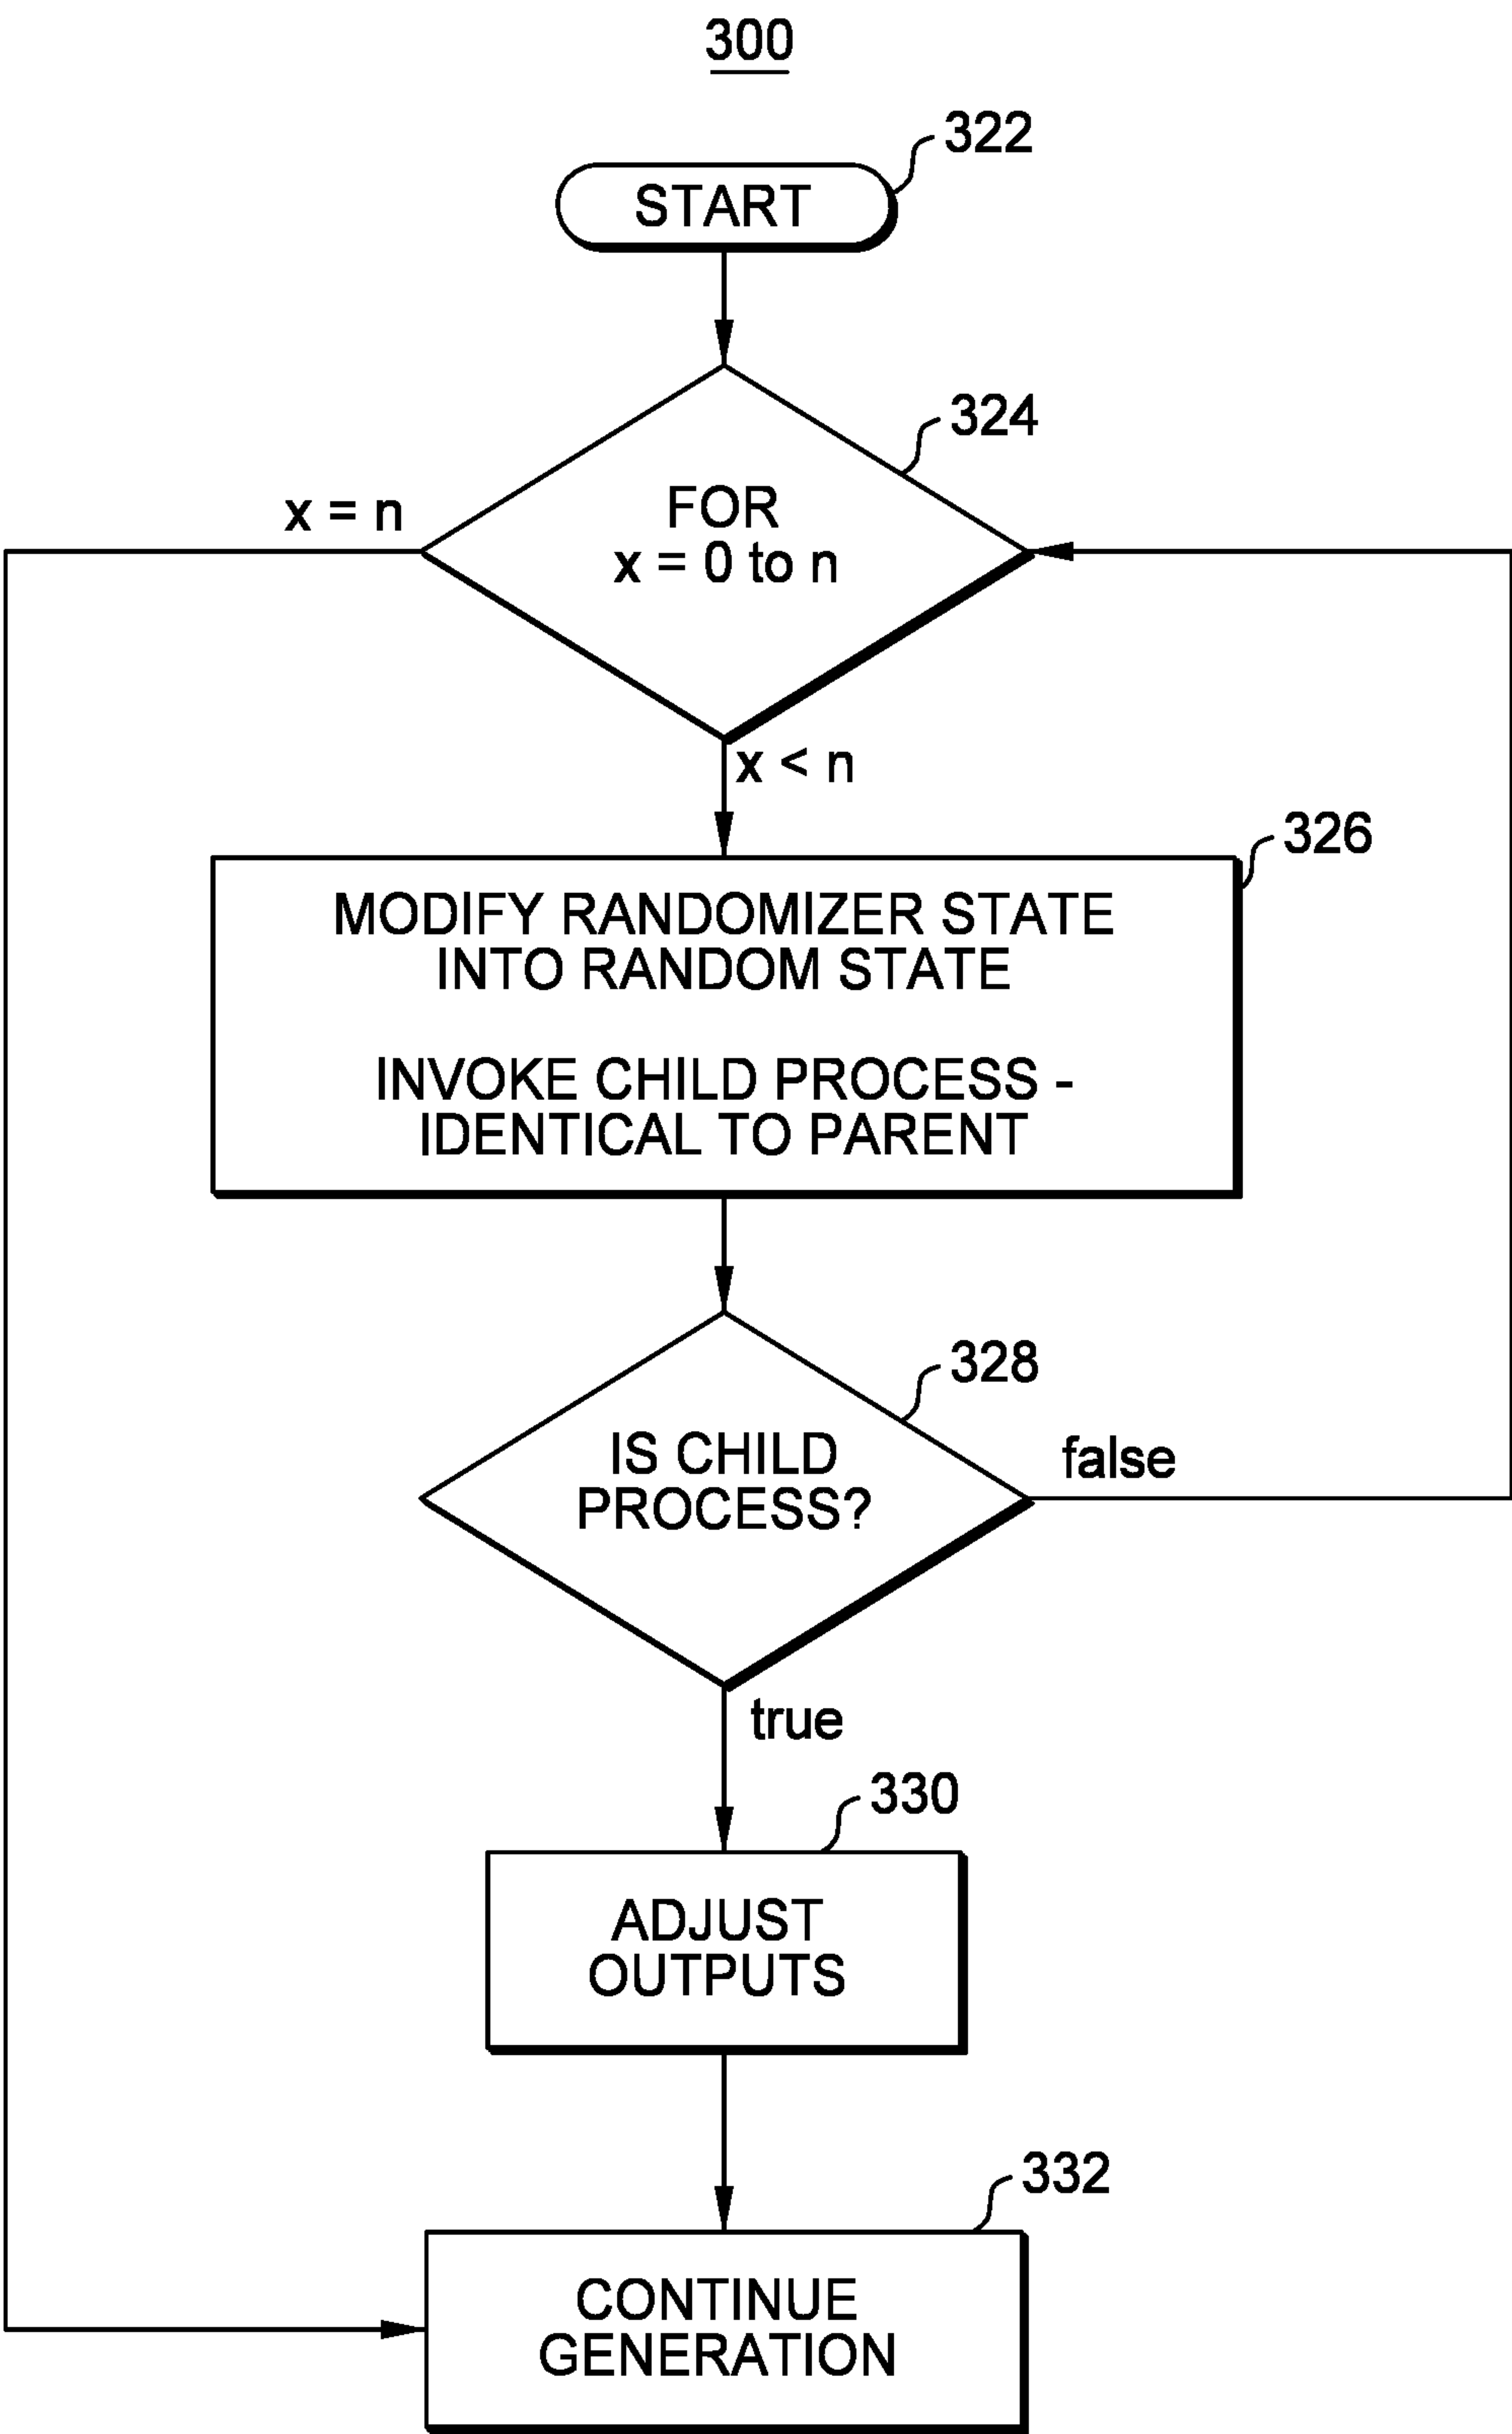 300
322
START
324
FOR
x = 0 to n
x = n
x < n
326
MODIFY RANDOMIZER STATE
INTO RANDOM STATE
INVOKE CHILD PROCESS -
IDENTICAL TO PARENT
328
IS CHILD
PROCESS?
false
true
330
ADJUST
OUTPUTS
332
CONTINUE
GENERATION